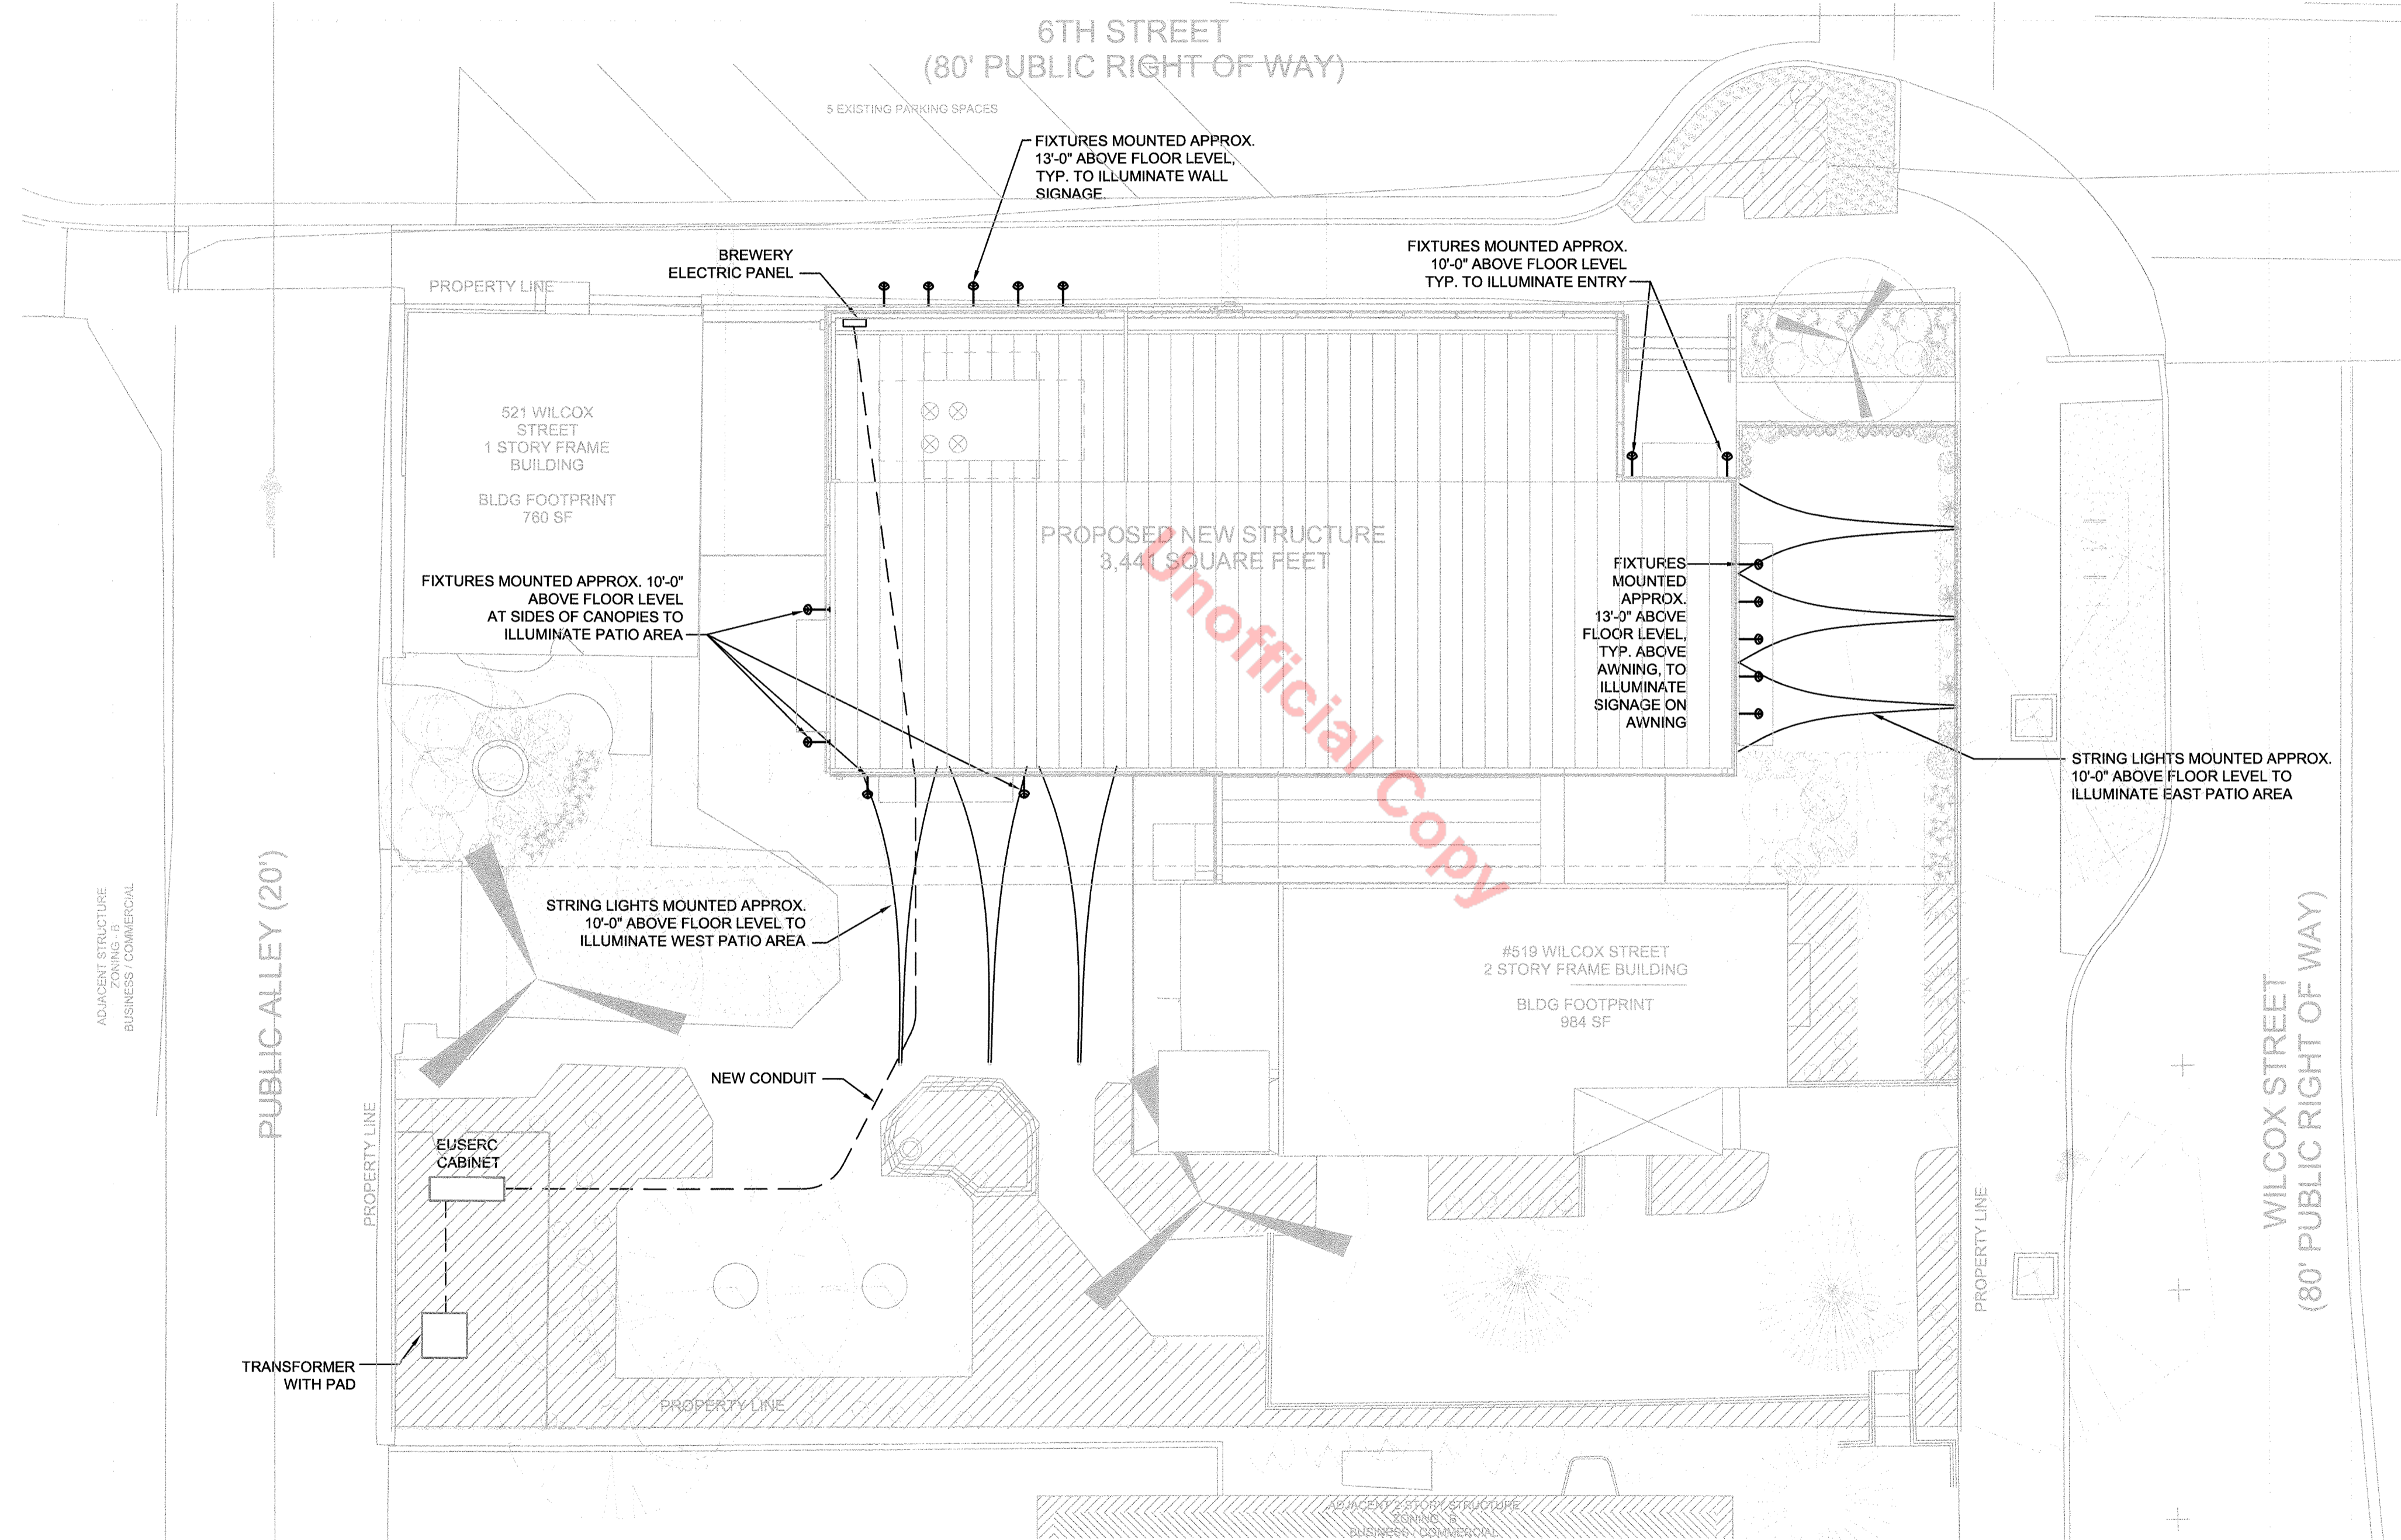 6TH STREET
(80' PUBLIC RIGHT OF WAY)
5 EXISTING PARKING SPACES
FIXTURES MOUNTED APPROX.
13'-0" ABOVE FLOOR LEVEL,
TYP. TO ILLUMINATE WALL
SIGNAGE.
BREWERY
ELECTRIC PANEL
FIXTURES MOUNTED APPROX.
10'-0" ABOVE FLOOR LEVEL
TYP. TO ILLUMINATE ENTRY
PROPERTY LINE
521 WILCOX
STREET
1 STORY FRAME
BUILDING
BLDG FOOTPRINT
760 SF
PROPOSED NEW STRUCTURE
3,441 SQUARE FEET
FIXTURES MOUNTED APPROX. 10'-0"
ABOVE FLOOR LEVEL
AT SIDES OF CANOPIES TO
ILLUMINATE PATIO AREA
FIXTURES
MOUNTED
APPROX.
13'-0" ABOVE
FLOOR LEVEL,
TYP. ABOVE
AWNING, TO
ILLUMINATE
SIGNAGE ON
AWNING
Unofficial Copy
STRING LIGHTS MOUNTED APPROX.
10'-0" ABOVE FLOOR LEVEL TO
ILLUMINATE EAST PATIO AREA
ADJACENT STRUCTURE
ZONING - B
BUSINESS / COMMERCIAL
PUBLIC ALLEY (20')
STRING LIGHTS MOUNTED APPROX.
10'-0" ABOVE FLOOR LEVEL TO
ILLUMINATE WEST PATIO AREA
#519 WILCOX STREET
2 STORY FRAME BUILDING
BLDG FOOTPRINT
984 SF
WILCOX STREET
(80' PUBLIC RIGHT OF WAY)
NEW CONDUIT
PROPERTY LINE
EUSERC
CABINET
PROPERTY LINE
TRANSFORMER
WITH PAD
PROPERTY LINE
ADJACENT 2 STORY STRUCTURE
ZONING - B
BUSINESS / COMMERCIAL